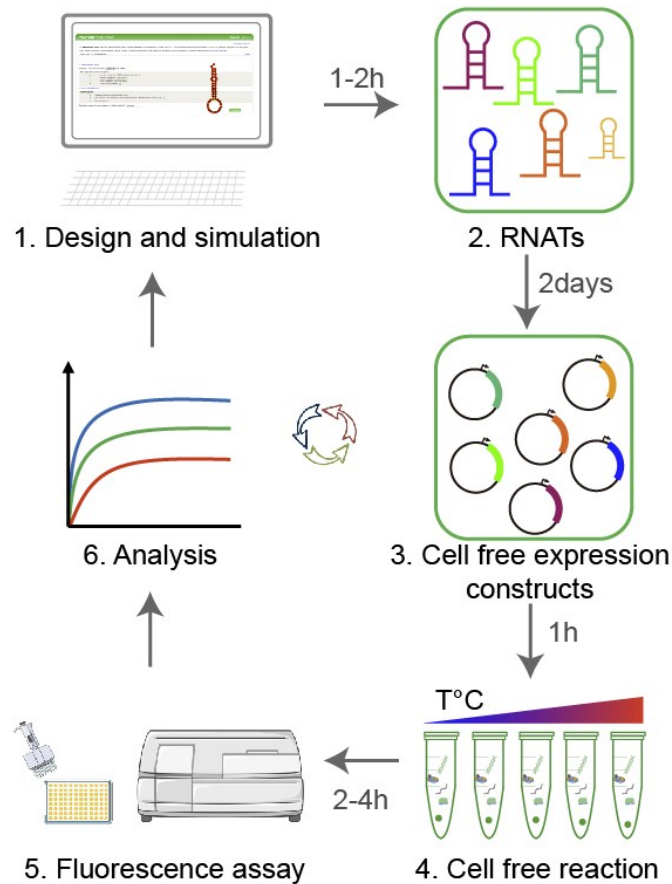 1-2h
1. Design and simulation
2. RNATs
2days
3. Cell free expression
constructs
1h
T°C
4. Cell free reaction
2-4h
5. Fluorescence assay
6. Analysis